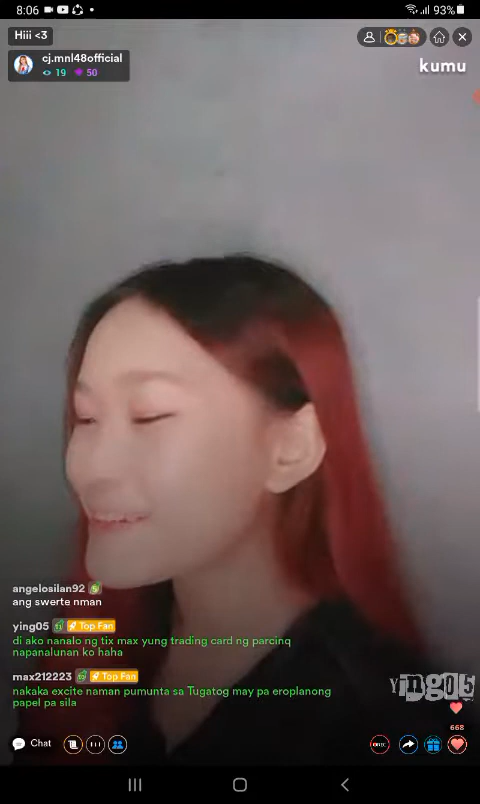 8:06
93%
Hiii <3
cj.mnl48official
19 50
kumu
angelosilan92
ang swerte nman
ying05 Top Fan
di ako nanalo ng tix max yung trading card ng parcinq
napanalunan ko haha
max212223 Top Fan
nakaka excite naman pumunta sa Tugatog may pa eroplanong
papel pa sila
Ying05
668
Chat